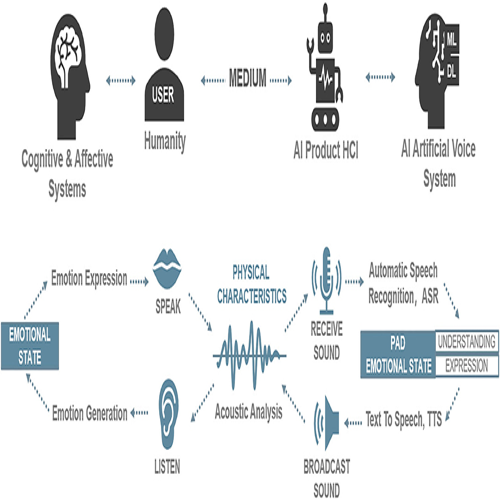 ML
DL
USER
MEDIUM
Humanity
Cognitive & Affective
Systems
AI Product HCI
AI Artificial Voice
System
Emotion Expression
SPEAK
PHYSICAL
CHARACTERISTICS
RECEIVE
SOUND
Automatic Speech
Recognition, ASR
EMOTIONAL
STATE
PAD
EMOTIONAL STATE
UNDERSTANDING
EXPRESSION
Acoustic Analysis
Emotion Generation
LISTEN
Text To Speech, TTS
BROADCAST
SOUND